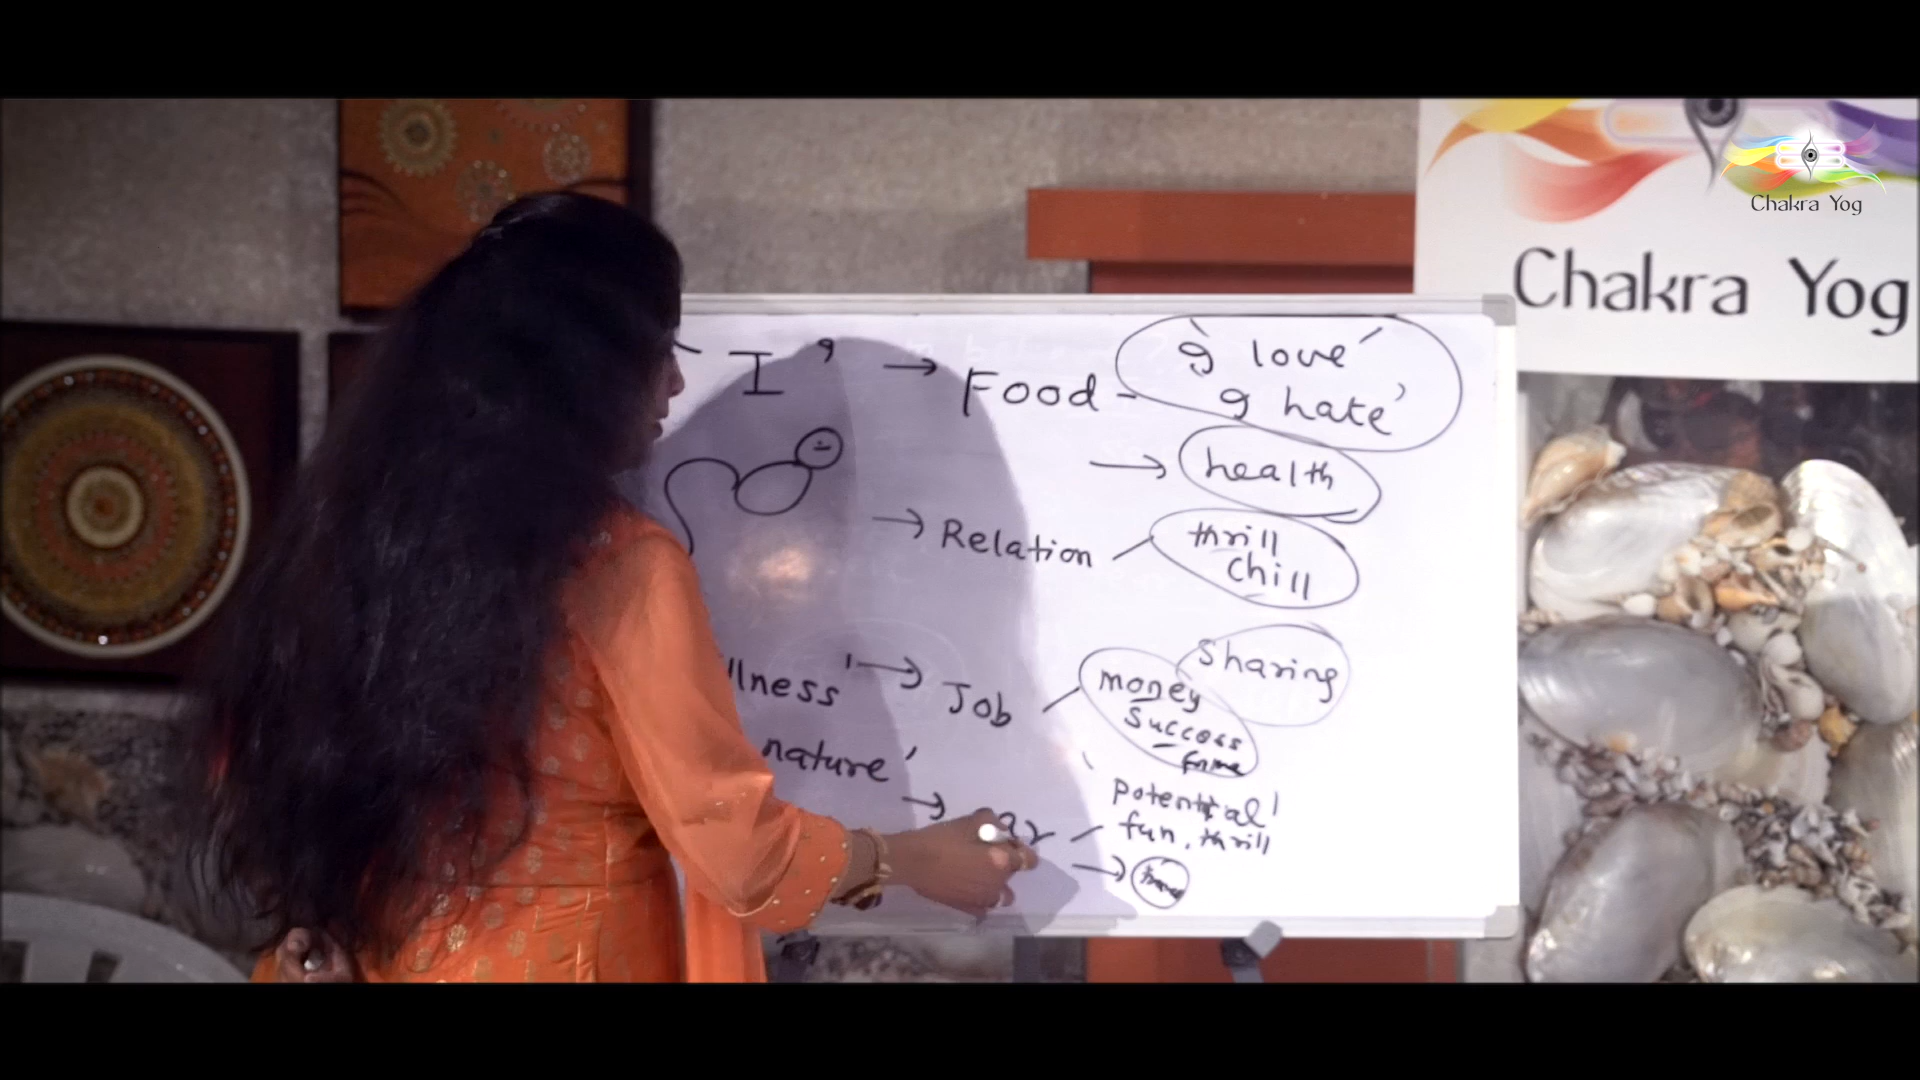 Chakra Yog
Chakra Yog
' I ' → Food - 'I love'
'I hate'
→ health
→ Relation
thrill
chill
llness' → Job
Sharing
money
success
fame
nature'
→
'potential'
fun, thrill
→